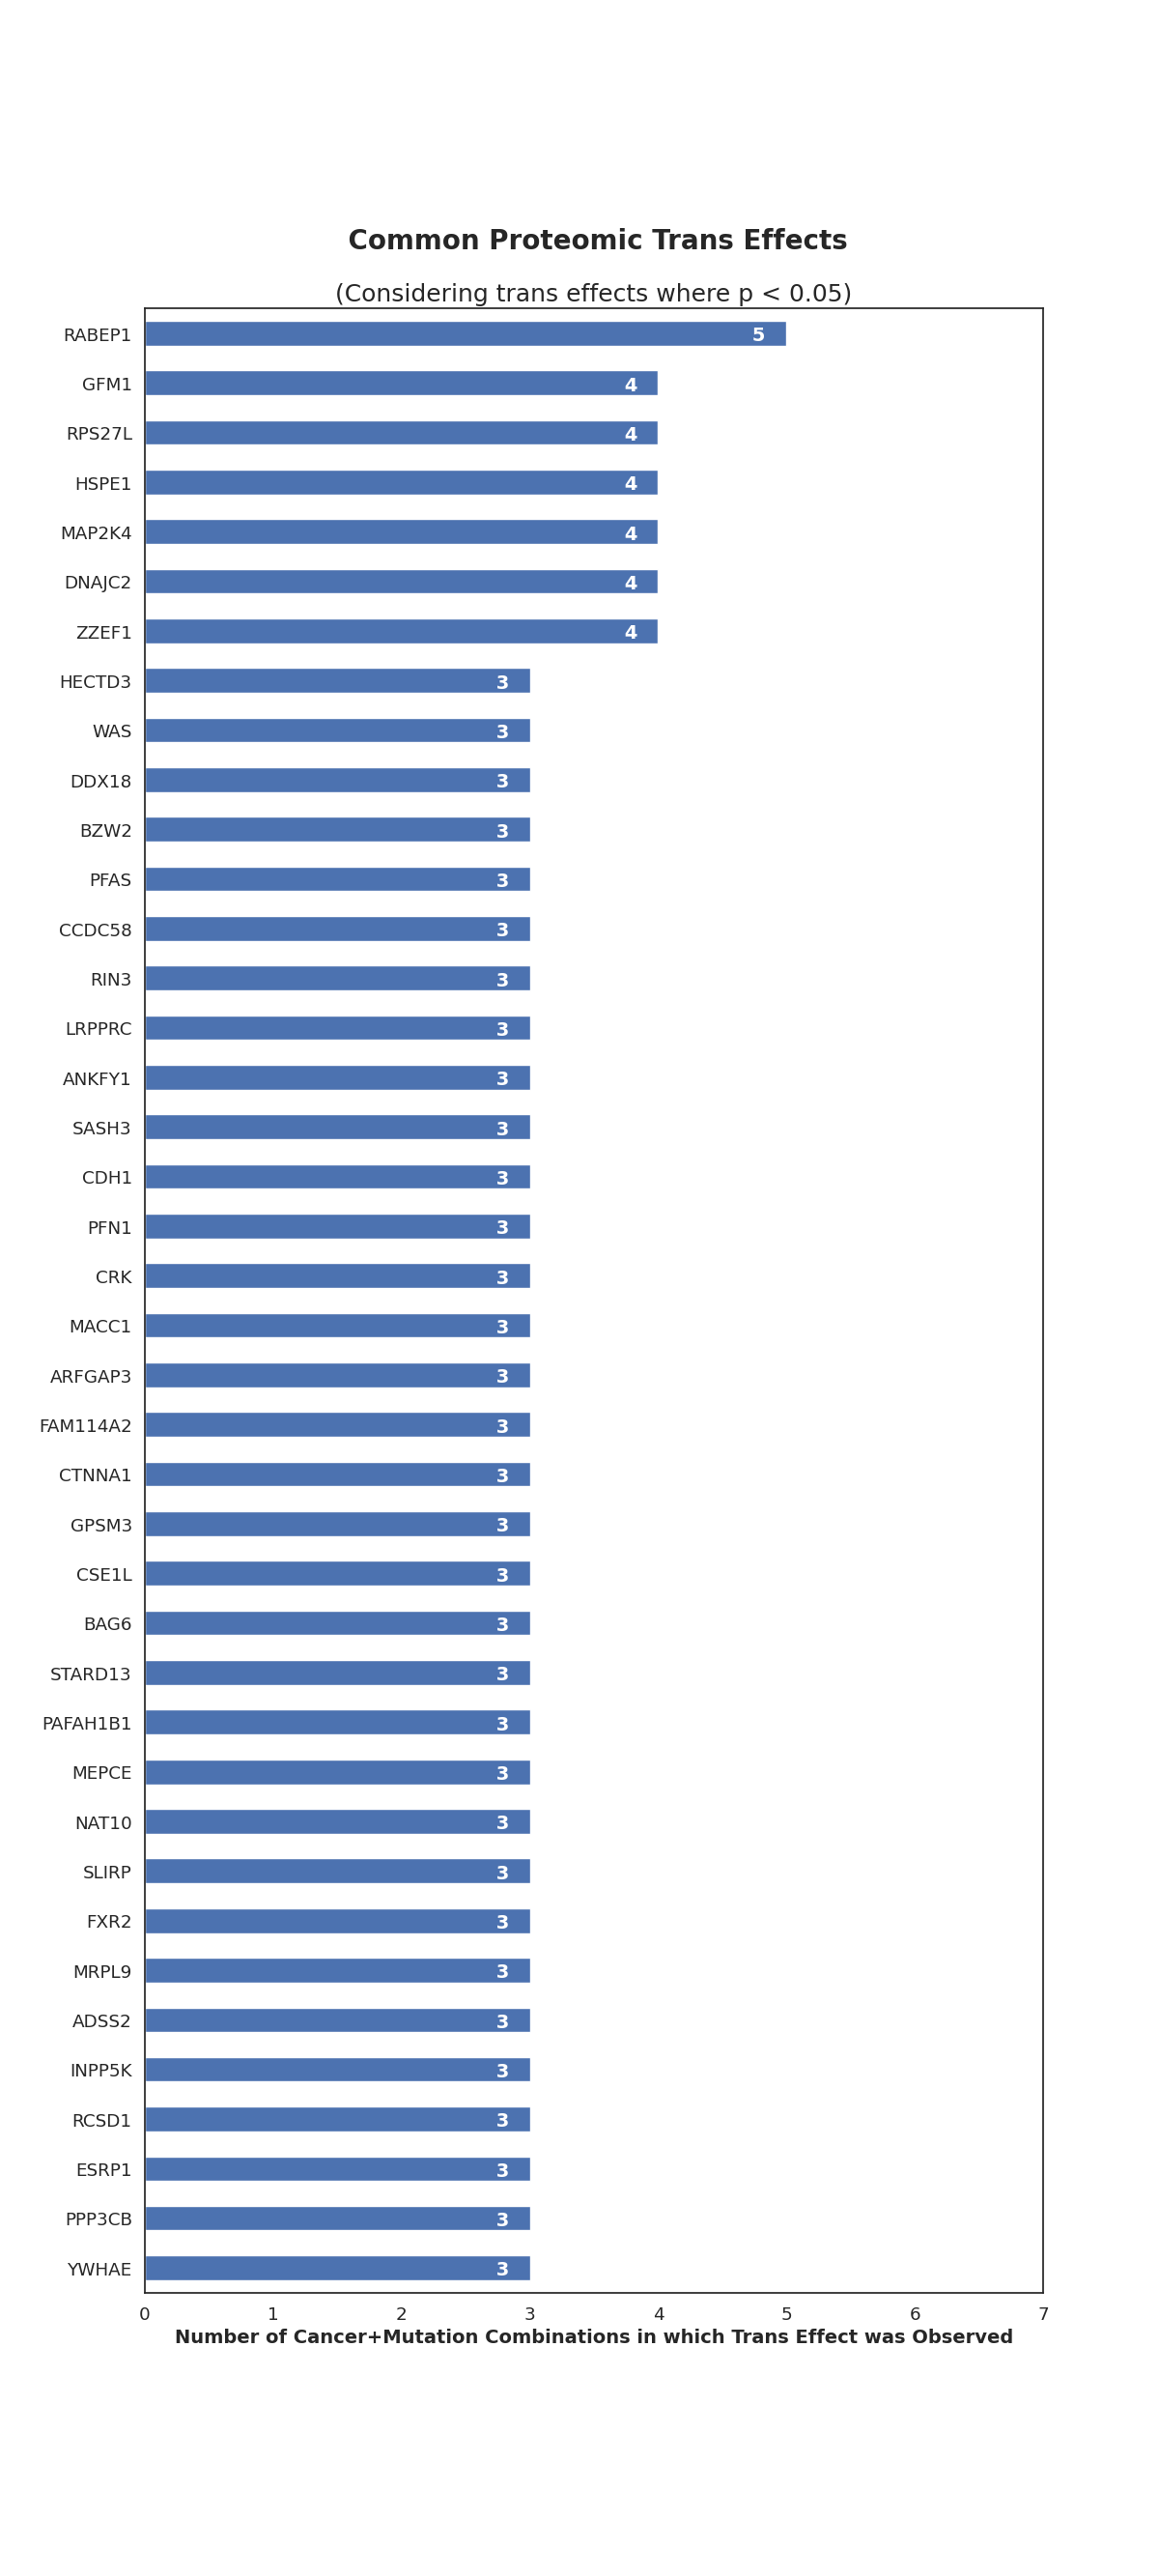 Common Proteomic Trans Effects
(Considering trans effects where p < 0.05)
RABEP1 5
GFM1 4
RPS27L 4
HSPE1 4
MAP2K4 4
DNAJC2 4
ZZEF1 4
HECTD3 3
WAS 3
DDX18 3
BZW2 3
PFAS 3
CCDC58 3
RIN3 3
LRPPRC 3
ANKFY1 3
SASH3 3
CDH1 3
PFN1 3
CRK 3
MACC1 3
ARFGAP3 3
FAM114A2 3
CTNNA1 3
GPSM3 3
CSE1L 3
BAG6 3
STARD13 3
PAFAH1B1 3
MEPCE 3
NAT10 3
SLIRP 3
FXR2 3
MRPL9 3
ADSS2 3
INPP5K 3
RCSD1 3
ESRP1 3
PPP3CB 3
YWHAE 3
0 1 2 3 4 5 6 7
Number of Cancer+Mutation Combinations in which Trans Effect was Observed